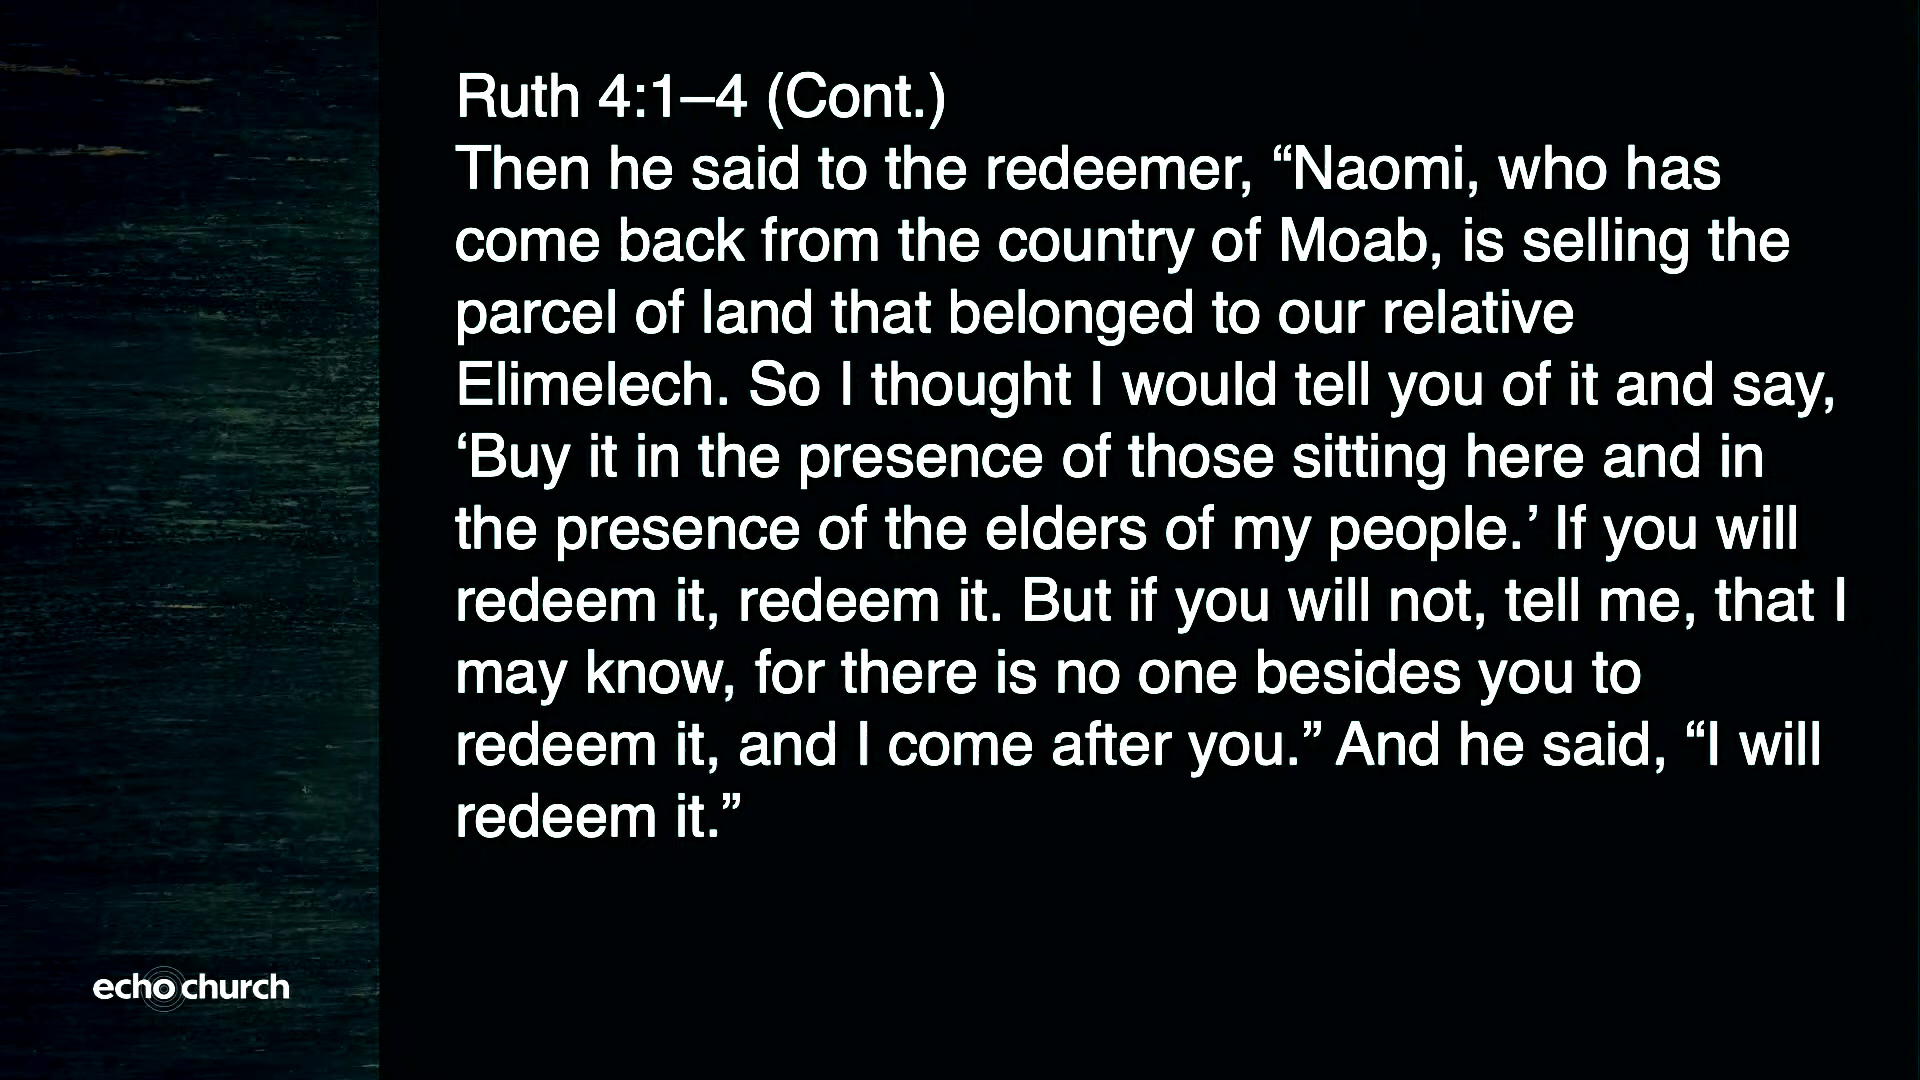 Ruth 4:1–4 (Cont.)
Then he said to the redeemer, “Naomi, who has
come back from the country of Moab, is selling the
parcel of land that belonged to our relative
Elimelech. So I thought I would tell you of it and say,
‘Buy it in the presence of those sitting here and in
the presence of the elders of my people.’ If you will
redeem it, redeem it. But if you will not, tell me, that I
may know, for there is no one besides you to
redeem it, and I come after you.” And he said, “I will
redeem it.”
echo church